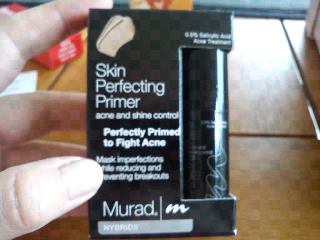 0.5% Salicylic Acid
Acne Treatment
Skin
Perfecting
Primer
acne and shine control
Perfectly Primed
to Fight Acne
Mask imperfections
while reducing and
preventing breakouts
Murad. m
HYBRIDS